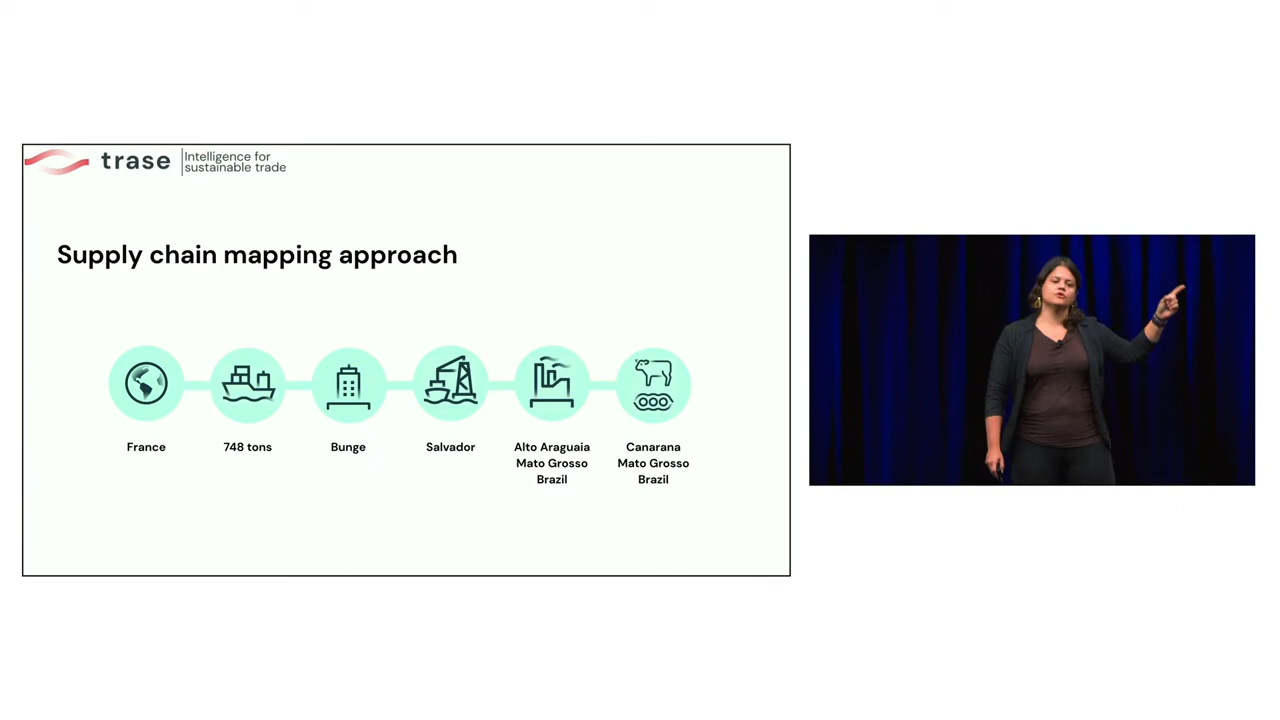 trase
Intelligence for
sustainable trade
Supply chain mapping approach
France
748 tons
Bunge
Salvador
Alto Araguaia
Mato Grosso
Brazil
Canarana
Mato Grosso
Brazil